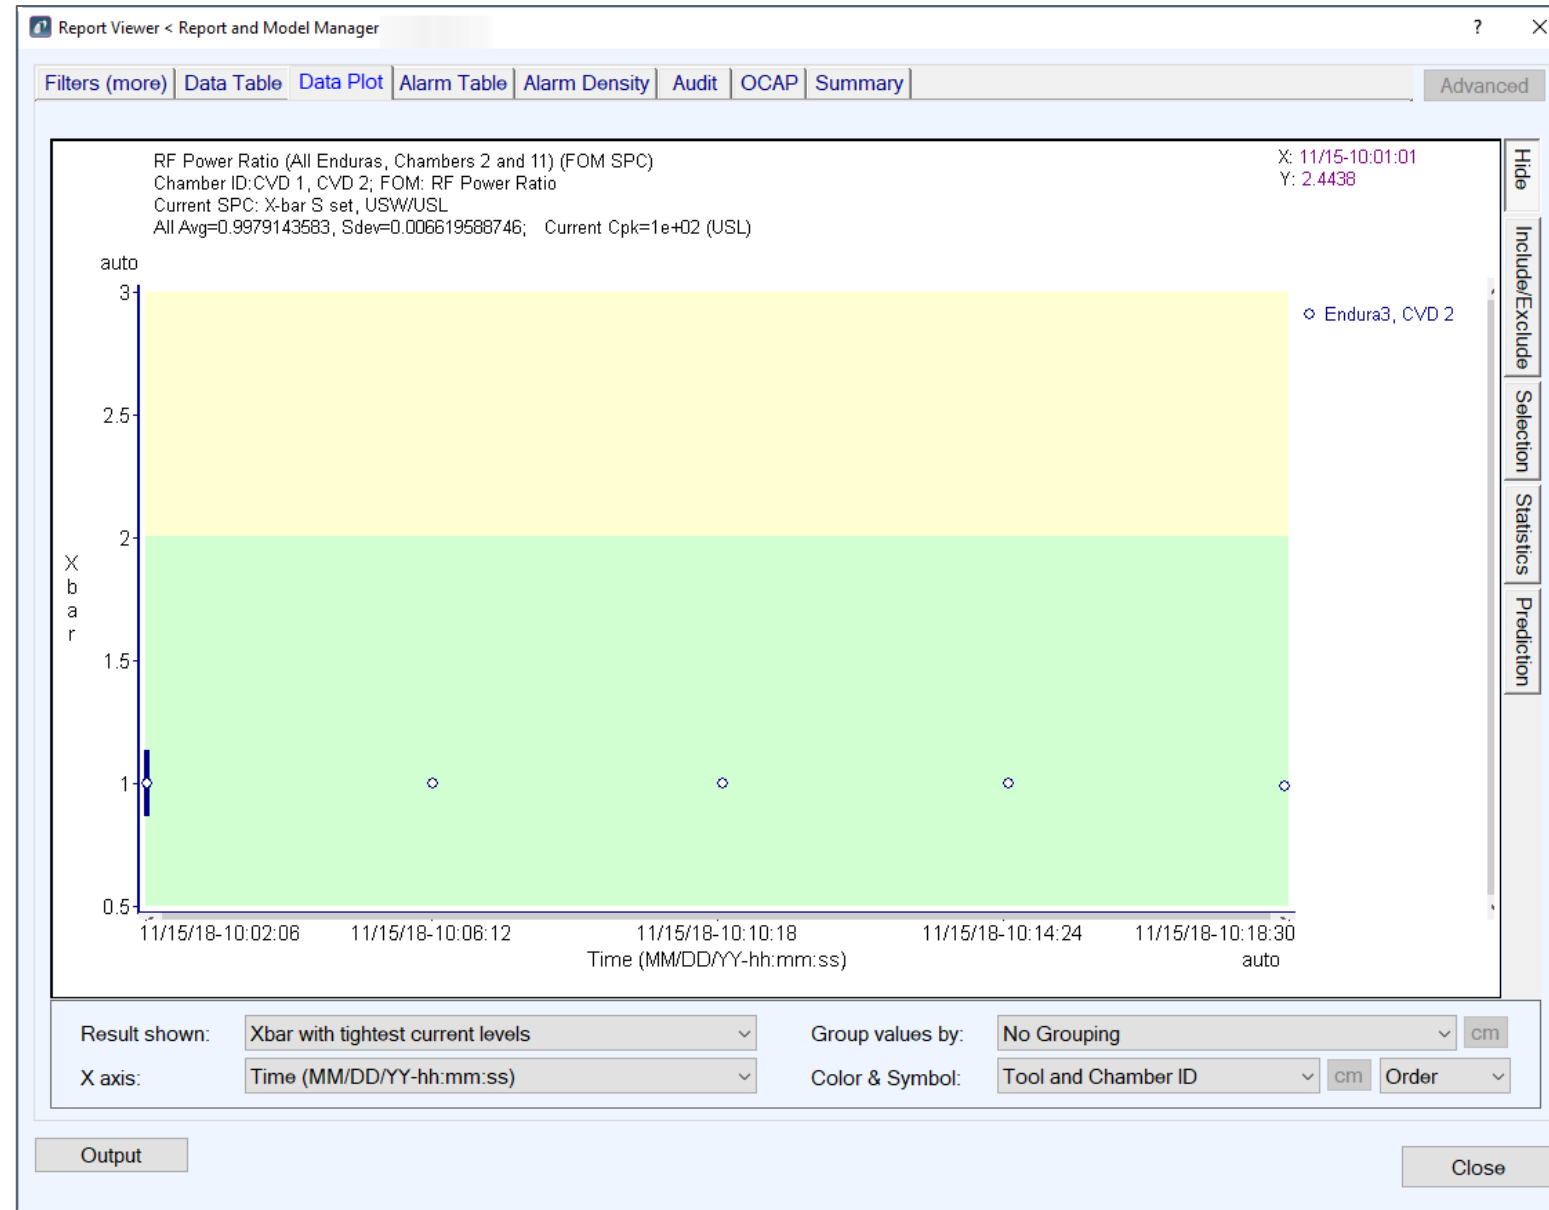 Report Viewer < Report and Model Manager
?
Filters (more) Data Table Data Plot Alarm Table Alarm Density Audit OCAP Summary Advanced
RF Power Ratio (All Enduras, Chambers 2 and 11) (FOM SPC)
Chamber ID:CVD 1, CVD 2; FOM: RF Power Ratio
Current SPC: X-bar S set, USW/USL
All Avg=0.9979143583, Sdev=0.006619588746; Current Cpk=1e+02 (USL)
X: 11/15-10:01:01
Y: 2.4438
auto
3
2.5
2
1.5
1
0.5
Xbar
Endura3, CVD 2
11/15/18-10:02:06 11/15/18-10:06:12 11/15/18-10:10:18 11/15/18-10:14:24 11/15/18-10:18:30
Time (MM/DD/YY-hh:mm:ss)
auto
Hide
Include/Exclude
Selection
Statistics
Prediction
Result shown: Xbar with tightest current levels Group values by: No Grouping cm
X axis: Time (MM/DD/YY-hh:mm:ss) Color & Symbol: Tool and Chamber ID cm Order
Output
Close